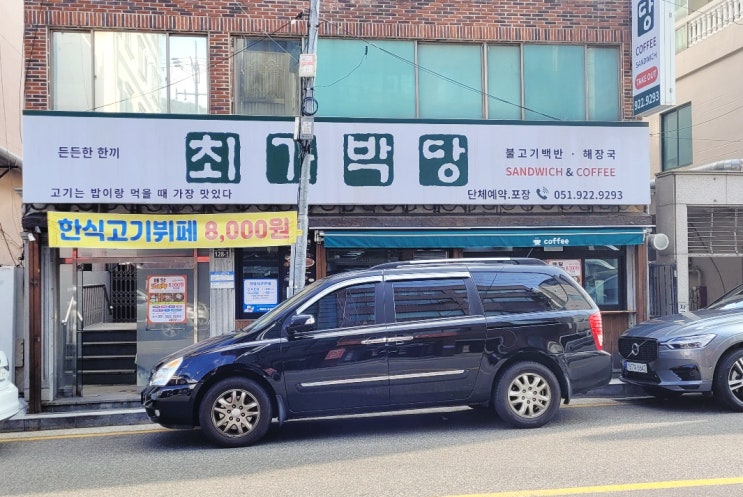 당
COFFEE
SANDWICH
TAKE OUT
922.9293
든든한 한끼
최가박당
불고기백반 · 해장국
SANDWICH & COFFEE
고기는 밥이랑 먹을 때 가장 맛있다
단체예약.포장 051.922.9293
한식고기뷔페 8,000원
coffee
128-1